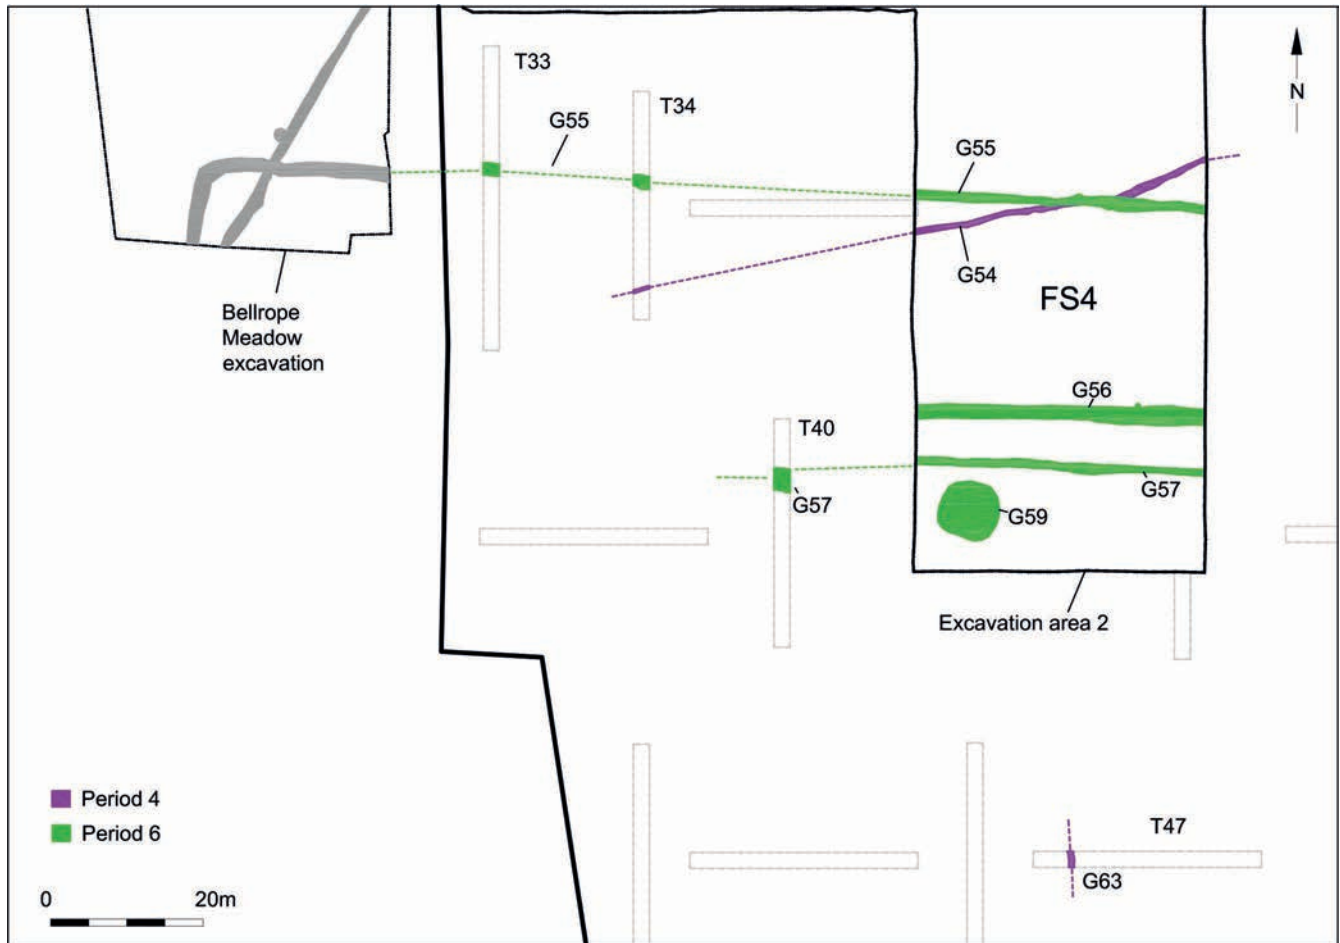 T33
T34
N
G55
G55
G54
FS4
Bellrope
Meadow
excavation
G56
T40
G57
G57
G59
Excavation area 2
Period 4
Period 6
T47
G63
0
20m